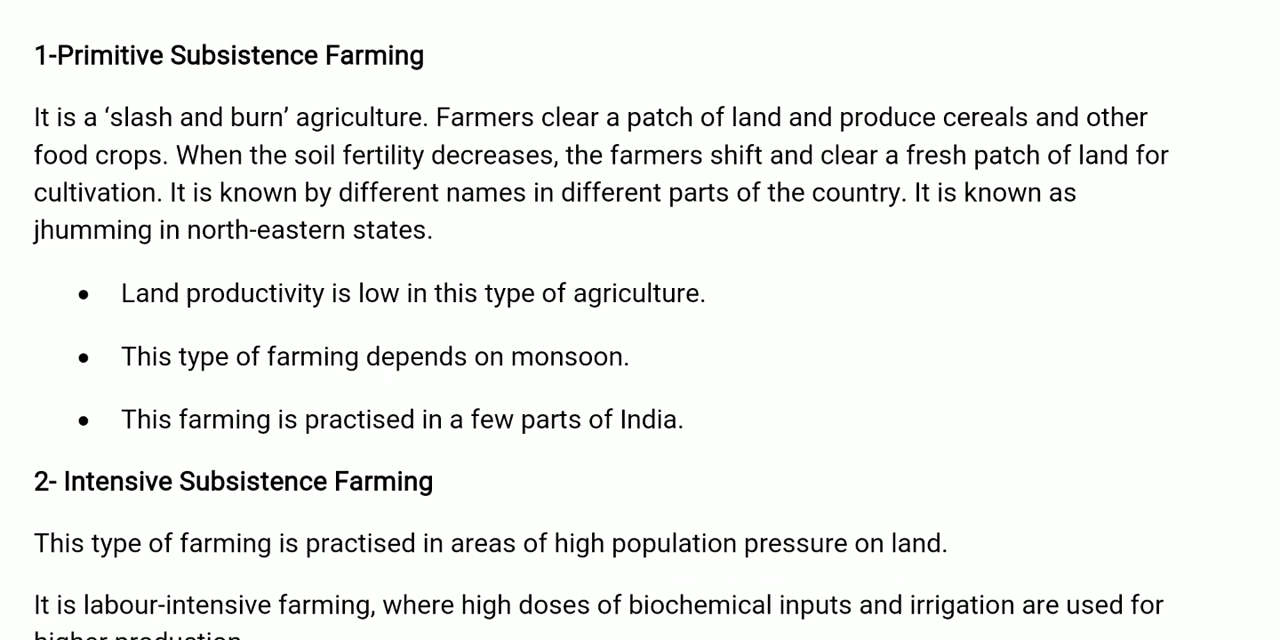 1-Primitive Subsistence Farming
It is a ‘slash and burn’ agriculture. Farmers clear a patch of land and produce cereals and other
food crops. When the soil fertility decreases, the farmers shift and clear a fresh patch of land for
cultivation. It is known by different names in different parts of the country. It is known as
jhumming in north-eastern states.
• Land productivity is low in this type of agriculture.
• This type of farming depends on monsoon.
• This farming is practised in a few parts of India.
2- Intensive Subsistence Farming
This type of farming is practised in areas of high population pressure on land.
It is labour-intensive farming, where high doses of biochemical inputs and irrigation are used for
higher production.